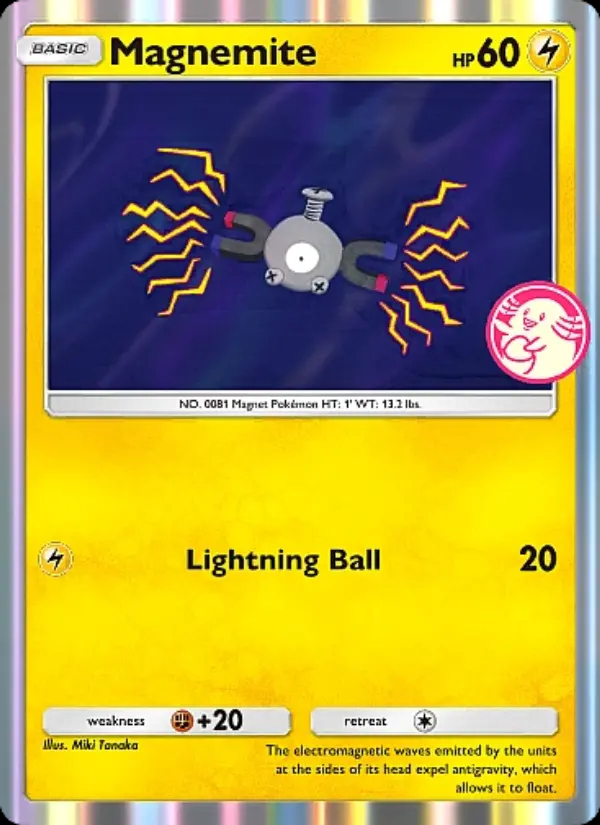 BASIC Magnemite HP60
NO. 0081 Magnet Pokémon HT: 1' WT: 13.2 lbs.
Lightning Ball 20
weakness +20 retreat
Illus. Miki Tanaka
The electromagnetic waves emitted by the units
at the sides of its head expel antigravity, which
allows it to float.